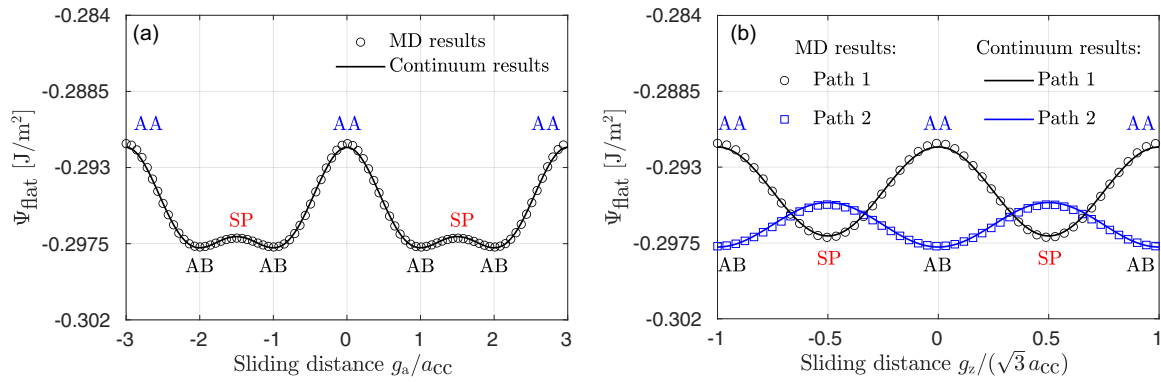 (a)
MD results
Continuum results
AA AA AA
SP SP
AB AB AB AB
-0.284
-0.2885
-0.293
-0.2975
-0.302
Ψflat [J/m²]
-3 -2 -1 0 1 2 3
Sliding distance gₐ/a_CC
(b)
MD results: Continuum results:
Path 1 Path 1
Path 2 Path 2
AA AA AA
AB SP AB SP AB
-0.284
-0.2885
-0.293
-0.2975
-0.302
Ψflat [J/m²]
-1 -0.5 0 0.5 1
Sliding distance g_z/(√3 a_CC)